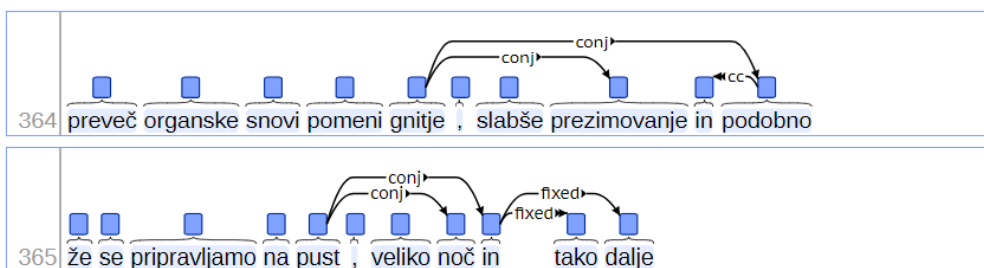 conj
conj cc
364 preveč organske snovi pomeni gnitje , slabše prezimovanje in podobno
conj
conj fixed
fixed
365 že se pripravljamo na pust , veliko noč in tako dalje